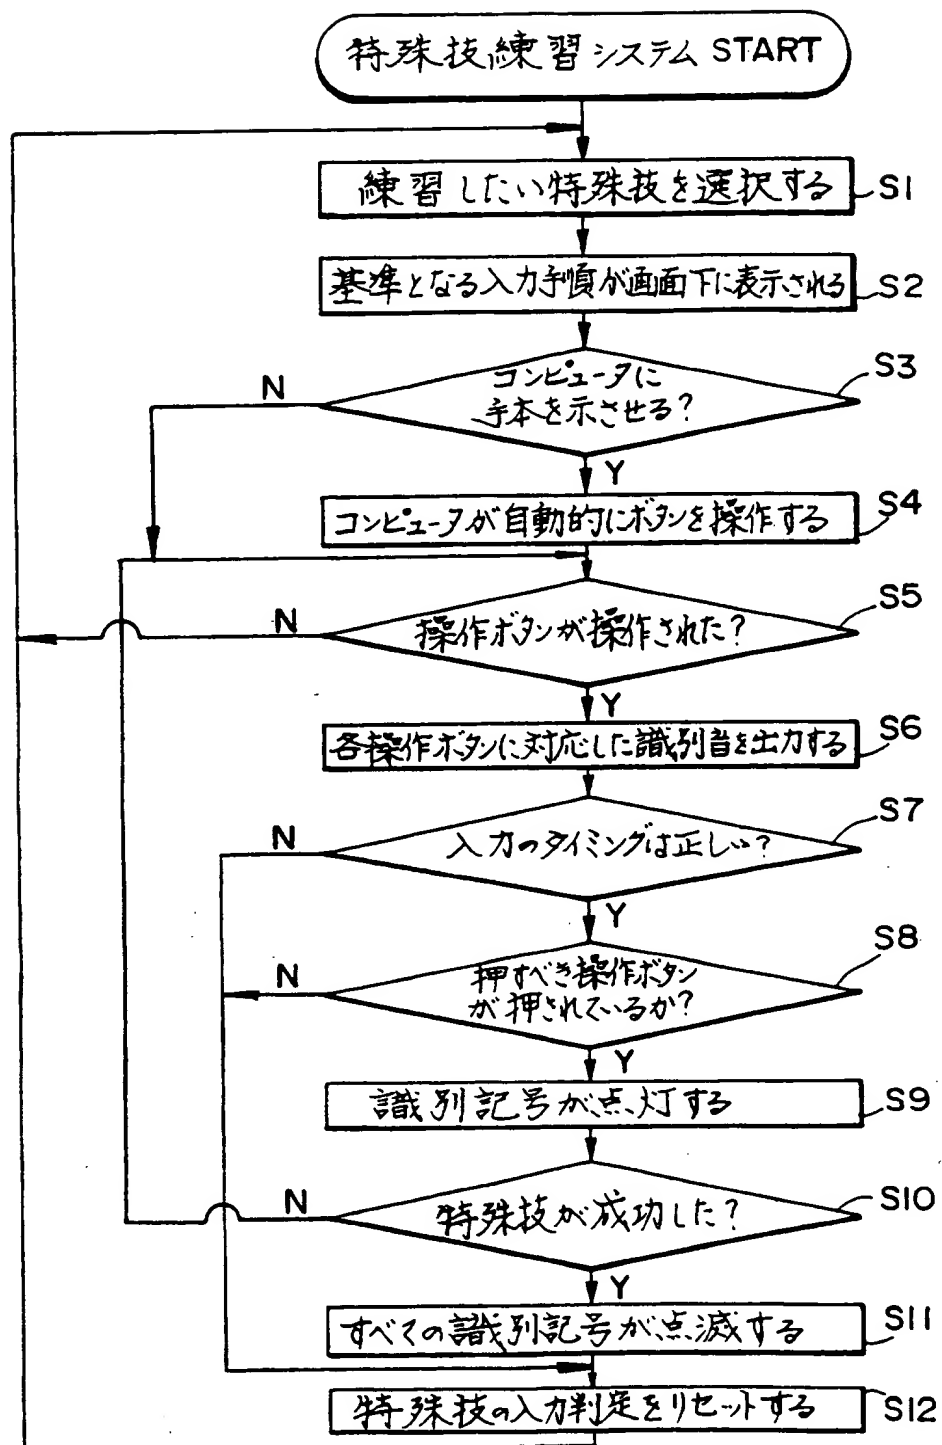 特殊技練習システム START
練習したい特殊技を選択する
S1
基準となる入力手順が画面下に表示される
S2
コンピュータに
手本を示させる?
S3
N
Y
コンピュータが自動的にボタンを操作する
S4
操作ボタンが操作された?
S5
N
Y
各操作ボタンに対応した識別音を出力する
S6
入力のタイミングは正しい?
S7
N
Y
押すべき操作ボタン
が押されているか?
S8
N
Y
識別記号が点灯する
S9
特殊技が成功した?
S10
N
Y
すべての識別記号が点滅する
S11
特殊技の入力判定をリセットする
S12